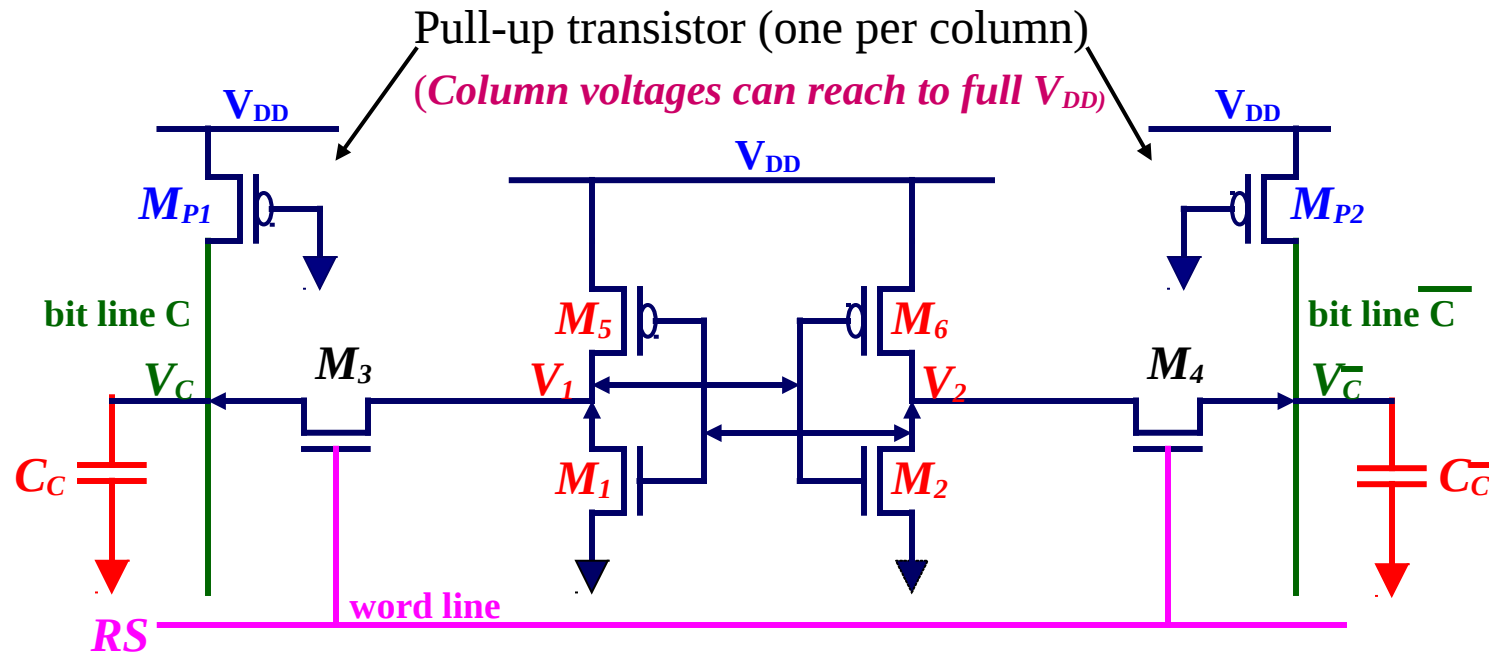 Pull-up transistor (one per column)
(Column voltages can reach to full VDD)
VDD
VDD
VDD
MP1
MP2
bit line C
M5
M6
bit line C̅
M3
M4
VC
V1
V2
VC̅
CC
M1
M2
CC̅
word line
RS